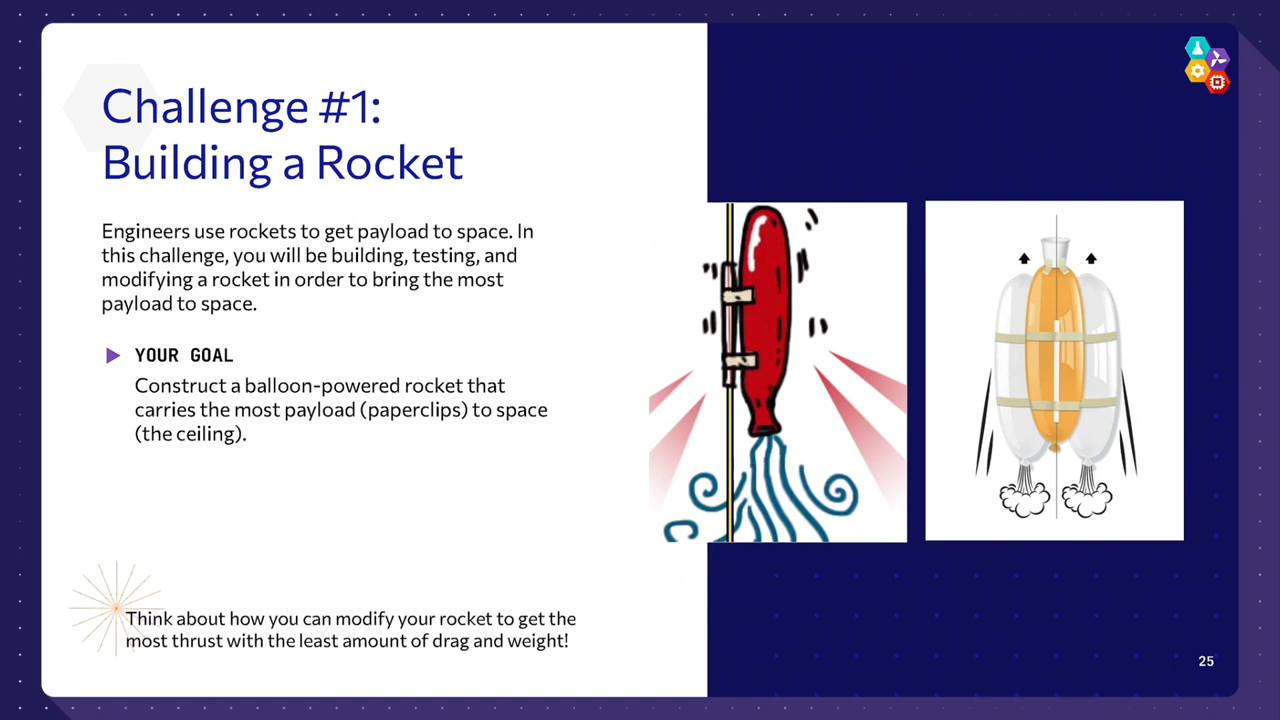 Challenge #1:
Building a Rocket
Engineers use rockets to get payload to space. In
this challenge, you will be building, testing, and
modifying a rocket in order to bring the most
payload to space.
YOUR GOAL
Construct a balloon-powered rocket that
carries the most payload (paperclips) to space
(the ceiling).
Think about how you can modify your rocket to get the
most thrust with the least amount of drag and weight!
25